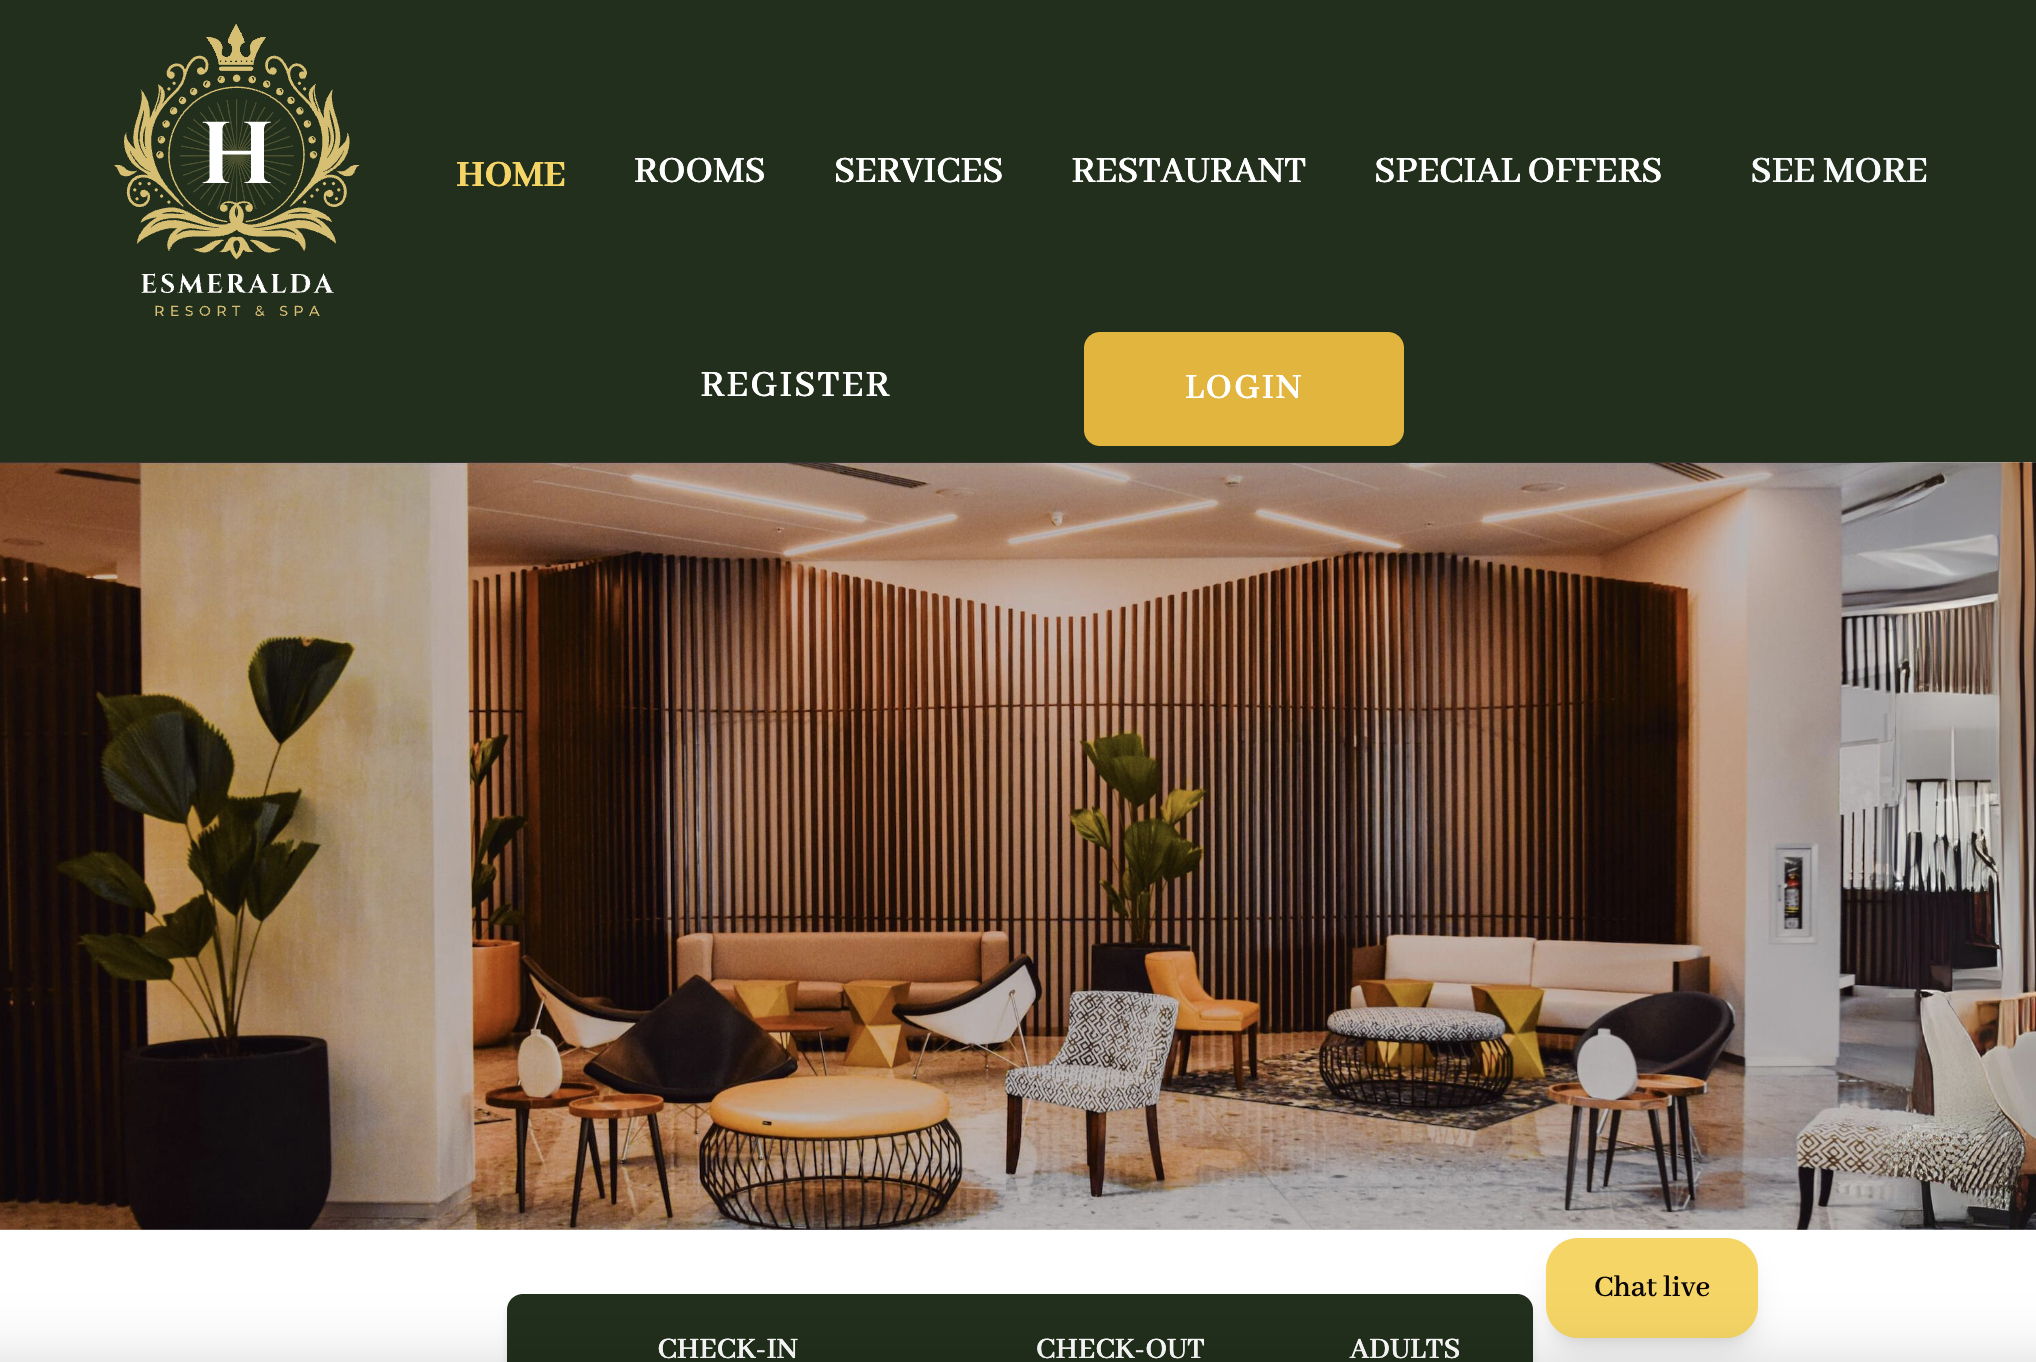 H
ESMERALDA
RESORT & SPA
HOME ROOMS SERVICES RESTAURANT SPECIAL OFFERS SEE MORE
REGISTER LOGIN
Chat live
CHECK-IN CHECK-OUT ADULTS